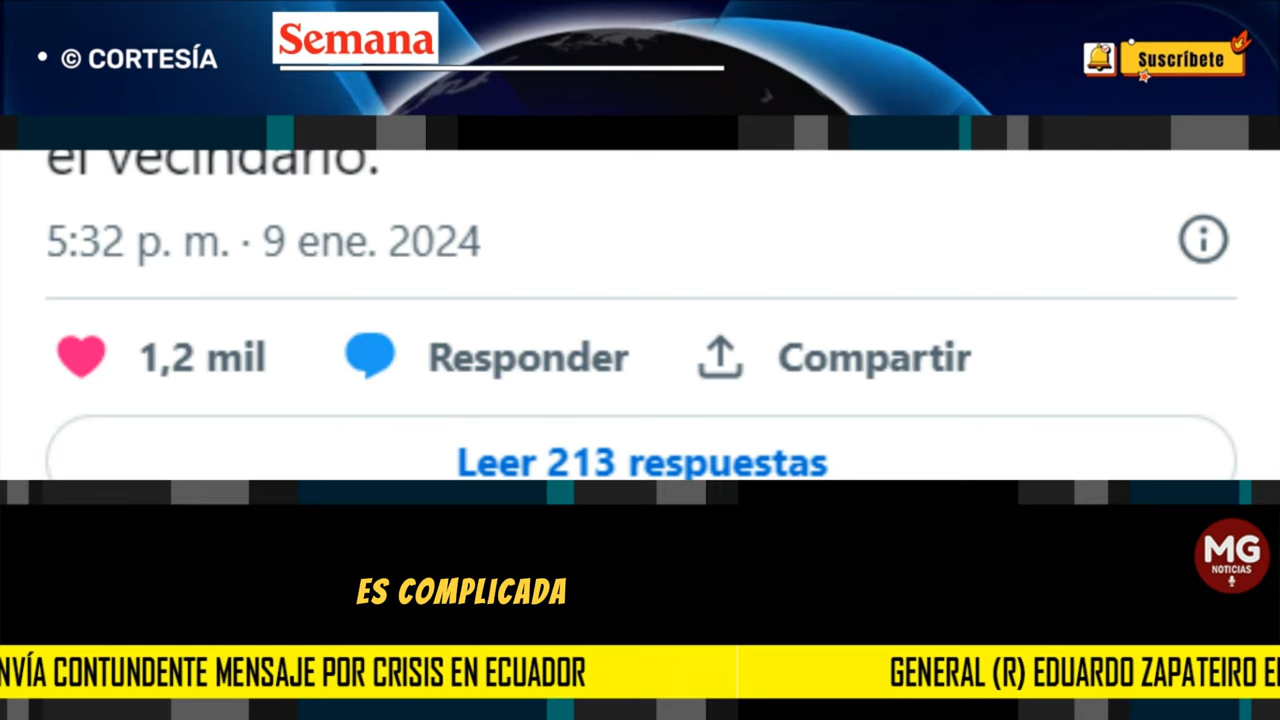 • © CORTESÍA
Semana
Suscríbete
el vecindario.
5:32 p. m. · 9 ene. 2024
1,2 mil Responder Compartir
Leer 213 respuestas
MG
NOTICIAS
ES COMPLICADA
NVÍA CONTUNDENTE MENSAJE POR CRISIS EN ECUADOR GENERAL (R) EDUARDO ZAPATEIRO E